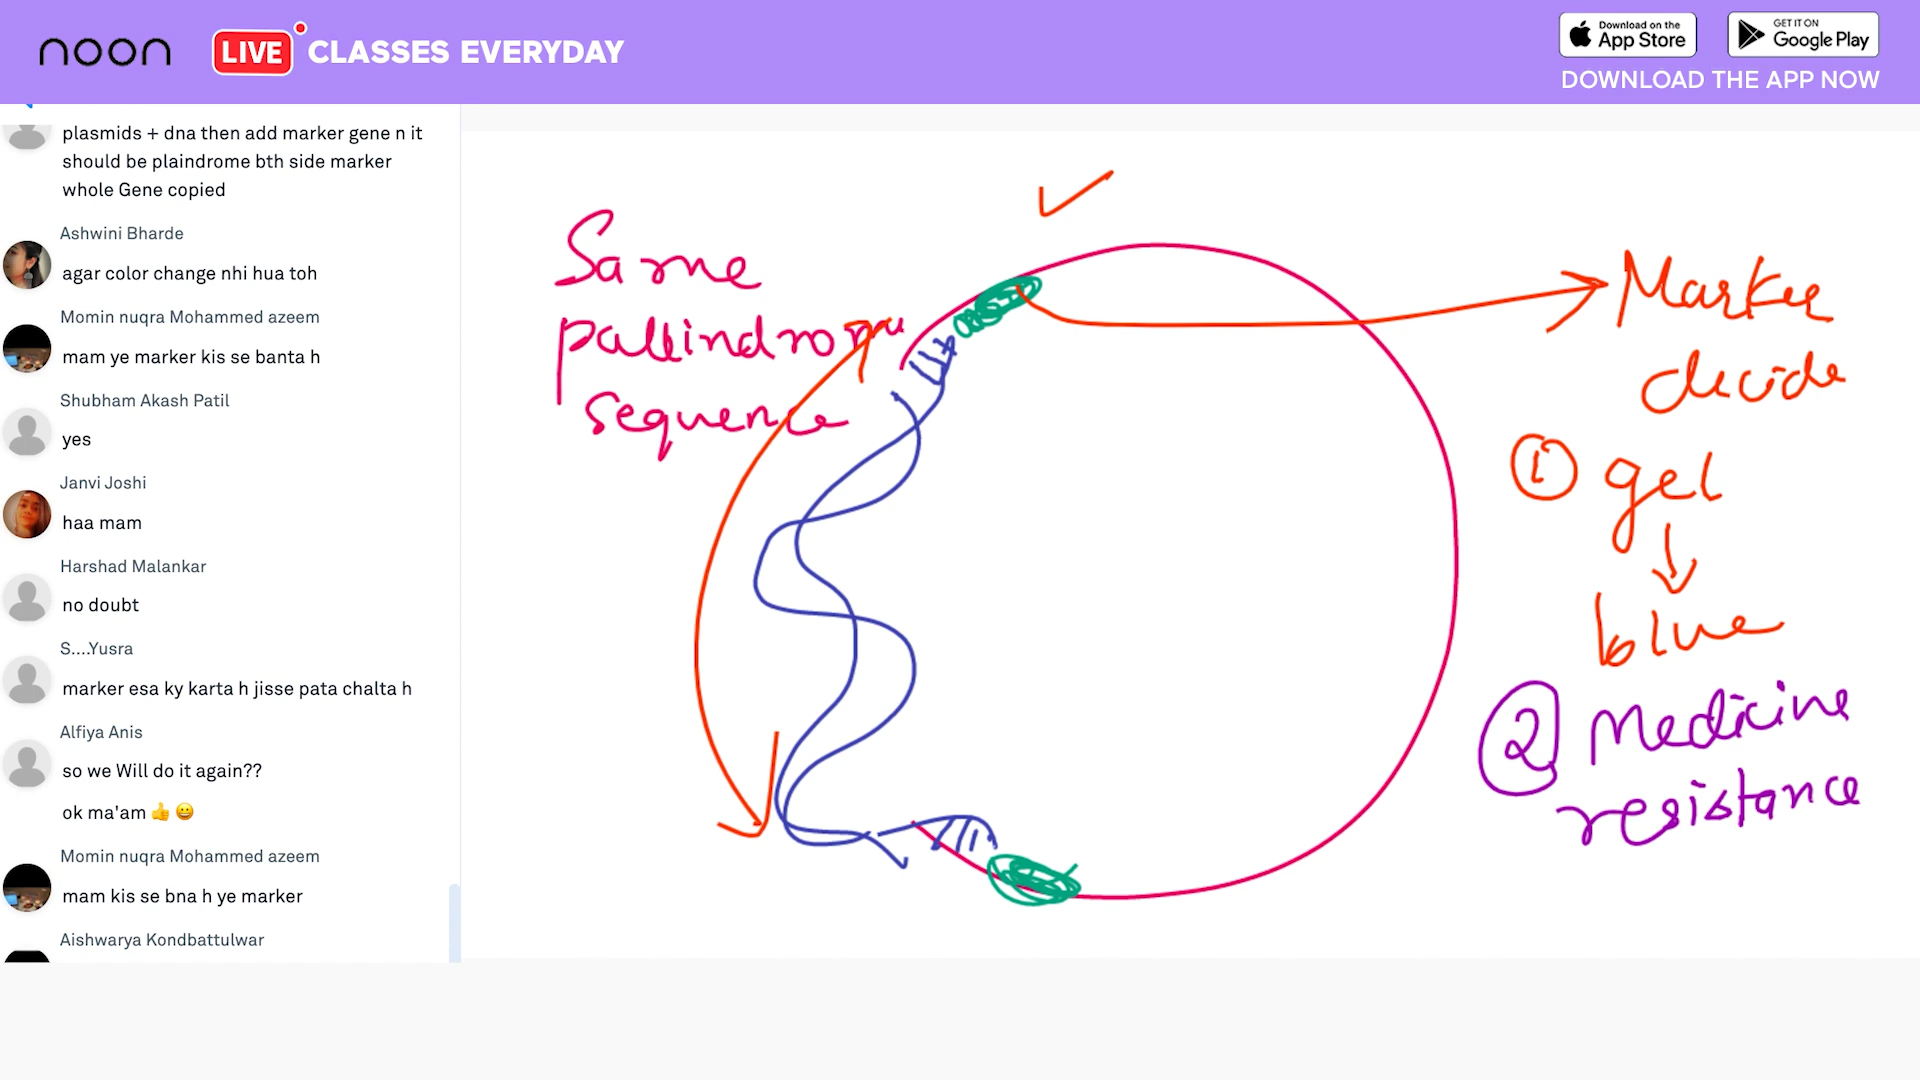 noon LIVE CLASSES EVERYDAY
Download on the
App Store
GET IT ON
Google Play
DOWNLOAD THE APP NOW
plasmids + dna then add marker gene n it
should be plaindrome bth side marker
whole Gene copied
Ashwini Bharde
agar color change nhi hua toh
Momin nuqra Mohammed azeem
mam ye marker kis se banta h
Shubham Akash Patil
yes
Janvi Joshi
haa mam
Harshad Malankar
no doubt
S....Yusra
marker esa ky karta h jisse pata chalta h
Alfiya Anis
so we Will do it again??
ok ma'am 👍 😀
Momin nuqra Mohammed azeem
mam kis se bna h ye marker
Aishwarya Kondbattulwar
Same
sequence
Marker
decide
① gel
↓
blue
② Medicine
resistance